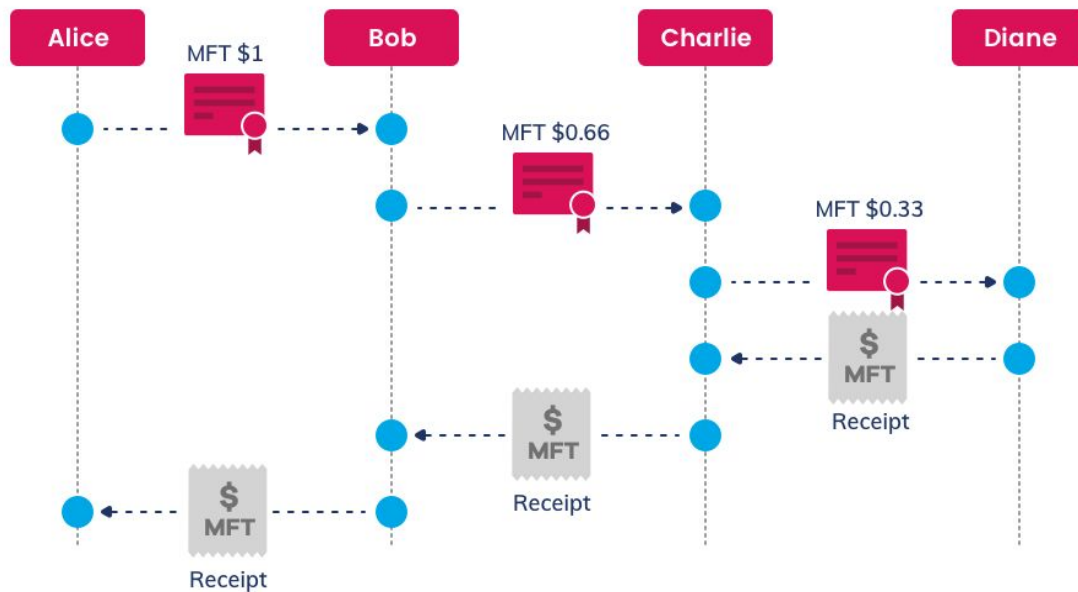 Alice
Bob
Charlie
Diane
MFT $1
MFT $0.66
MFT $0.33
$
MFT
Receipt
$
MFT
Receipt
$
MFT
Receipt